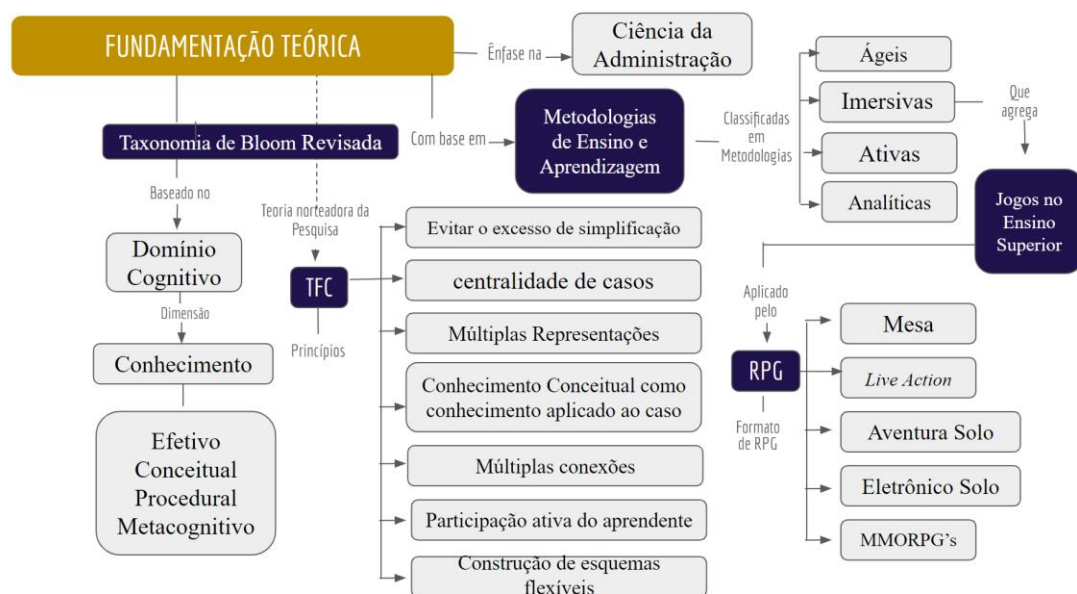 FUNDAMENTAÇÃO TEÓRICA
Ênfase na
Ciência da
Administração
Taxonomia de Bloom Revisada
Baseado no
Domínio
Cognitivo
Dimensão
Conhecimento
Efetivo
Conceitual
Procedural
Metacognitivo
Teoria norteadora da
Pesquisa
TFC
Princípios
Evitar o excesso de simplificação
centralidade de casos
Múltiplas Representações
Conhecimento Conceitual como
conhecimento aplicado ao caso
Múltiplas conexões
Participação ativa do aprendente
Construção de esquemas
flexíveis
Com base em
Metodologias
de Ensino e
Aprendizagem
Classificadas
em
Metodologias
Ágeis
Imersivas
Ativas
Analíticas
Que
agrega
Jogos no
Ensino
Superior
Aplicado
pelo
RPG
Formato
de RPG
Mesa
Live Action
Aventura Solo
Eletrônico Solo
MMORPG's